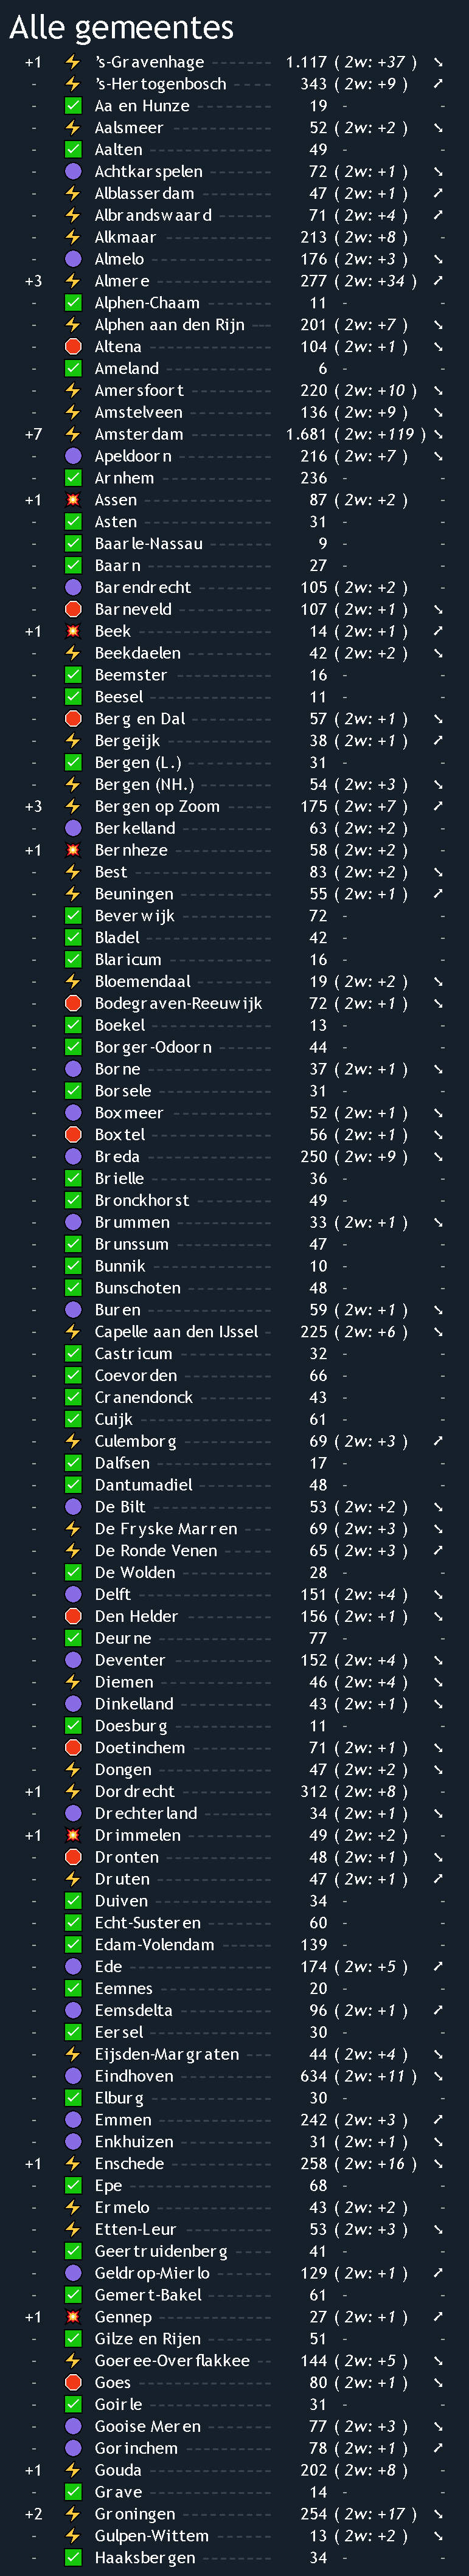 Alle gemeentes
+1 ⚡ 's-Gravenhage 1.117 ( 2w: +37 ) ↘
- ⚡ 's-Hertogenbosch 343 ( 2w: +9 ) ↗
- ✅ Aa en Hunze 19 - -
- ⚡ Aalsmeer 52 ( 2w: +2 ) ↘
- ✅ Aalten 49 - -
- 🟣 Achtkarspelen 72 ( 2w: +1 ) ↘
- ⚡ Alblasserdam 47 ( 2w: +1 ) ↗
- ⚡ Albrandswaard 71 ( 2w: +4 ) ↗
- ⚡ Alkmaar 213 ( 2w: +8 ) -
- 🟣 Almelo 176 ( 2w: +3 ) ↘
+3 ⚡ Almere 277 ( 2w: +34 ) ↗
- ✅ Alphen-Chaam 11 - -
- ⚡ Alphen aan den Rijn 201 ( 2w: +7 ) ↘
- 🛑 Altena 104 ( 2w: +1 ) ↘
- ✅ Ameland 6 - -
- ⚡ Amersfoort 220 ( 2w: +10 ) ↘
- ⚡ Amstelveen 136 ( 2w: +9 ) ↘
+7 ⚡ Amsterdam 1.681 ( 2w: +119 ) ↘
- 🟣 Apeldoorn 216 ( 2w: +7 ) ↘
- ✅ Arnhem 236 - -
+1 💥 Assen 87 ( 2w: +2 ) -
- ✅ Asten 31 - -
- ✅ Baarle-Nassau 9 - -
- ✅ Baarn 27 - -
- 🟣 Barendrecht 105 ( 2w: +2 ) -
- 🛑 Barneveld 107 ( 2w: +1 ) ↘
+1 💥 Beek 14 ( 2w: +1 ) ↗
- ⚡ Beekdaelen 42 ( 2w: +2 ) ↘
- ✅ Beemster 16 - -
- ✅ Beesel 11 - -
- 🛑 Berg en Dal 57 ( 2w: +1 ) ↘
- ⚡ Bergeijk 38 ( 2w: +1 ) ↗
- ✅ Bergen (L.) 31 - -
- ⚡ Bergen (NH.) 54 ( 2w: +3 ) ↘
+3 ⚡ Bergen op Zoom 175 ( 2w: +7 ) ↗
- 🟣 Berkelland 63 ( 2w: +2 ) -
+1 💥 Bernheze 58 ( 2w: +2 ) -
- ⚡ Best 83 ( 2w: +2 ) ↘
- ⚡ Beuningen 55 ( 2w: +1 ) ↗
- ✅ Beverwijk 72 - -
- ✅ Bladel 42 - -
- ✅ Blaricum 16 - -
- ⚡ Bloemendaal 19 ( 2w: +2 ) ↘
- 🛑 Bodegraven-Reeuwijk 72 ( 2w: +1 ) ↘
- ✅ Boekel 13 - -
- ✅ Borger-Odoorn 44 - -
- 🟣 Borne 37 ( 2w: +1 ) ↘
- ✅ Borsele 31 - -
- 🟣 Boxmeer 52 ( 2w: +1 ) ↘
- 🛑 Boxtel 56 ( 2w: +1 ) ↘
- 🟣 Breda 250 ( 2w: +9 ) ↘
- ✅ Brielle 36 - -
- ✅ Bronckhorst 49 - -
- 🟣 Brummen 33 ( 2w: +1 ) ↘
- ✅ Brunssum 47 - -
- ✅ Bunnik 10 - -
- ✅ Bunschoten 48 - -
- 🟣 Buren 59 ( 2w: +1 ) ↘
- ⚡ Capelle aan den IJssel 225 ( 2w: +6 ) ↘
- ✅ Castricum 32 - -
- ✅ Coevorden 66 - -
- ✅ Cranendonck 43 - -
- ✅ Cuijk 61 - -
- ⚡ Culemborg 69 ( 2w: +3 ) ↗
- ✅ Dalfsen 17 - -
- ✅ Dantumadiel 48 - -
- 🟣 De Bilt 53 ( 2w: +2 ) ↘
- ⚡ De Fryske Marren 69 ( 2w: +3 ) ↘
- ⚡ De Ronde Venen 65 ( 2w: +3 ) ↗
- ✅ De Wolden 28 - -
- 🟣 Delft 151 ( 2w: +4 ) ↘
- 🛑 Den Helder 156 ( 2w: +1 ) ↘
- ✅ Deurne 77 - -
- 🟣 Deventer 152 ( 2w: +4 ) ↘
- ⚡ Diemen 46 ( 2w: +4 ) ↘
- 🟣 Dinkelland 43 ( 2w: +1 ) ↘
- ✅ Doesburg 11 - -
- 🛑 Doetinchem 71 ( 2w: +1 ) ↘
- ⚡ Dongen 47 ( 2w: +2 ) ↘
+1 ⚡ Dordrecht 312 ( 2w: +8 ) -
- 🟣 Drechterland 34 ( 2w: +1 ) ↘
+1 💥 Drimmelen 49 ( 2w: +2 ) -
- 🛑 Dronten 48 ( 2w: +1 ) ↘
- ⚡ Druten 47 ( 2w: +1 ) ↗
- ✅ Duiven 34 - -
- ✅ Echt-Susteren 60 - -
- ✅ Edam-Volendam 139 - -
- 🟣 Ede 174 ( 2w: +5 ) ↗
- ✅ Eemnes 20 - -
- 🟣 Eemsdelta 96 ( 2w: +1 ) ↗
- ✅ Eersel 30 - -
- ⚡ Eijsden-Margraten 44 ( 2w: +4 ) ↘
- 🟣 Eindhoven 634 ( 2w: +11 ) ↘
- ✅ Elburg 30 - -
- 🟣 Emmen 242 ( 2w: +3 ) ↗
- 🟣 Enkhuizen 31 ( 2w: +1 ) ↘
+1 ⚡ Enschede 258 ( 2w: +16 ) ↘
- ✅ Epe 68 - -
- ⚡ Ermelo 43 ( 2w: +2 ) -
- ⚡ Etten-Leur 53 ( 2w: +3 ) ↘
- ✅ Geertruidenberg 41 - -
- 🟣 Geldrop-Mierlo 129 ( 2w: +1 ) ↗
- ✅ Gemert-Bakel 61 - -
+1 💥 Gennep 27 ( 2w: +1 ) ↗
- ✅ Gilze en Rijen 51 - -
- ⚡ Goeree-Overflakkee 144 ( 2w: +5 ) ↘
- 🛑 Goes 80 ( 2w: +1 ) ↘
- ✅ Goirle 31 - -
- 🟣 Gooise Meren 77 ( 2w: +3 ) ↘
- 🟣 Gorinchem 78 ( 2w: +1 ) ↗
+1 ⚡ Gouda 202 ( 2w: +8 ) -
- ✅ Grave 14 - -
+2 ⚡ Groningen 254 ( 2w: +17 ) ↘
- ⚡ Gulpen-Wittem 13 ( 2w: +2 ) ↘
- ✅ Haaksbergen 34 - -